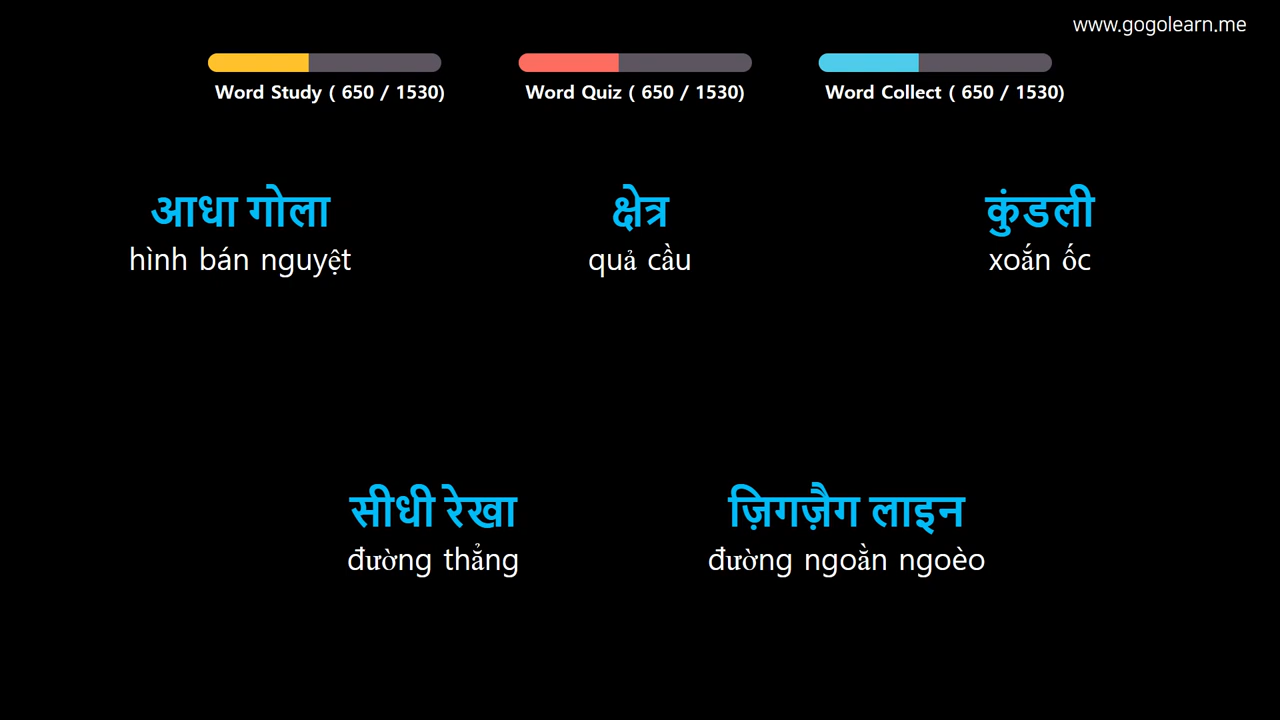 www.gogolearn.me
Word Study ( 650 / 1530)
Word Quiz ( 650 / 1530)
Word Collect ( 650 / 1530)
आधा गोला
hình bán nguyệt
क्षेत्र
quả cầu
कुंडली
xoắn ốc
सीधी रेखा
đường thẳng
ज़िगज़ैग लाइन
đường ngoằn ngoèo